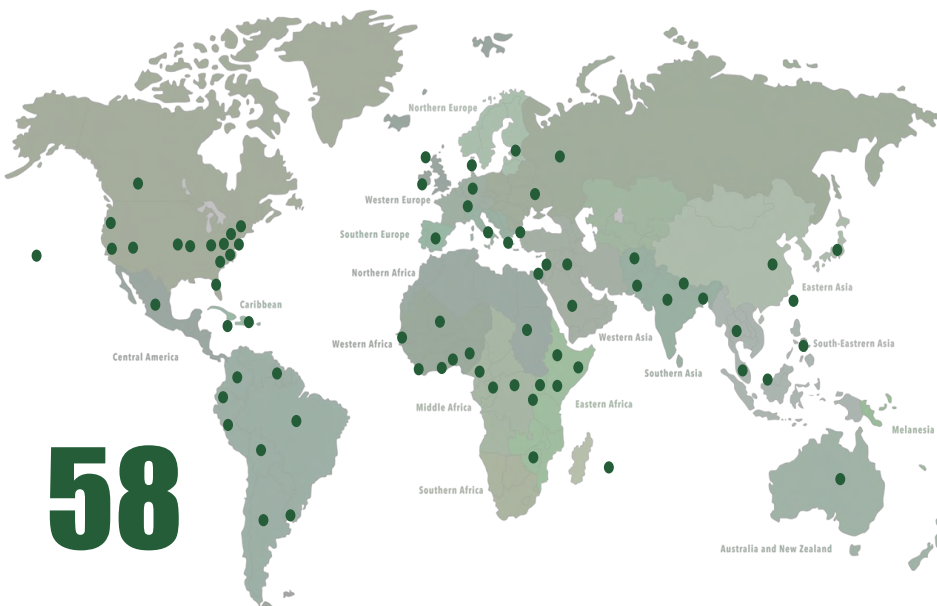 Northern Europe
Western Europe
Southern Europe
Northern Africa
Caribbean
Eastern Asia
Western Asia
Western Africa
South-Eastrern Asia
Central America
Southern Asia
Middle Africa
Eastern Africa
Melanesia
58
Southern Africa
Australia and New Zealand